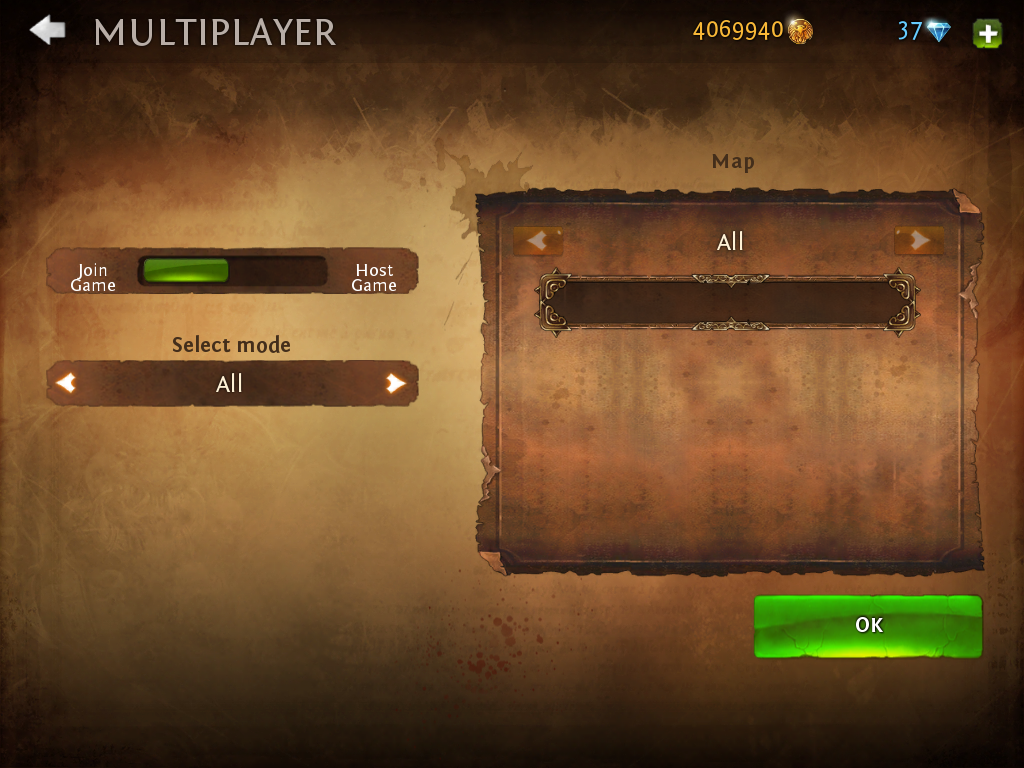 MULTIPLAYER
4069940
37
Map
All
Join
Game
Host
Game
Select mode
All
OK